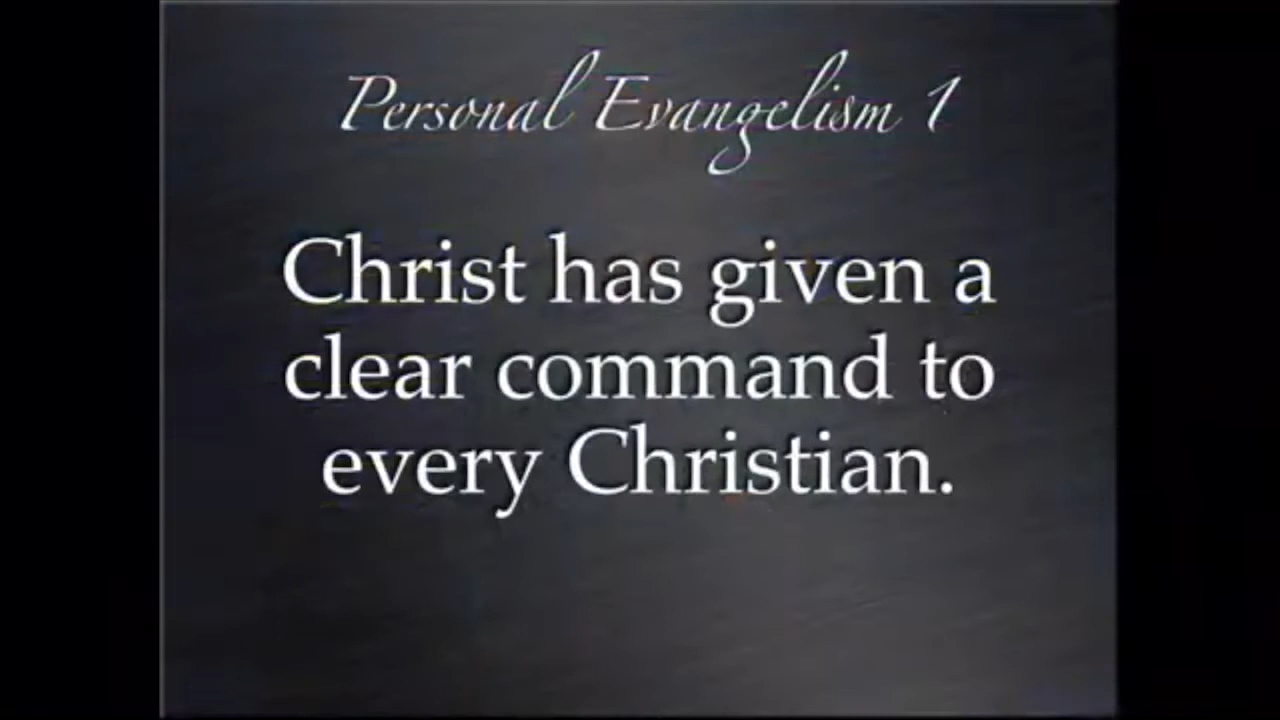 Personal Evangelism 1
Christ has given a
clear command to
every Christian.